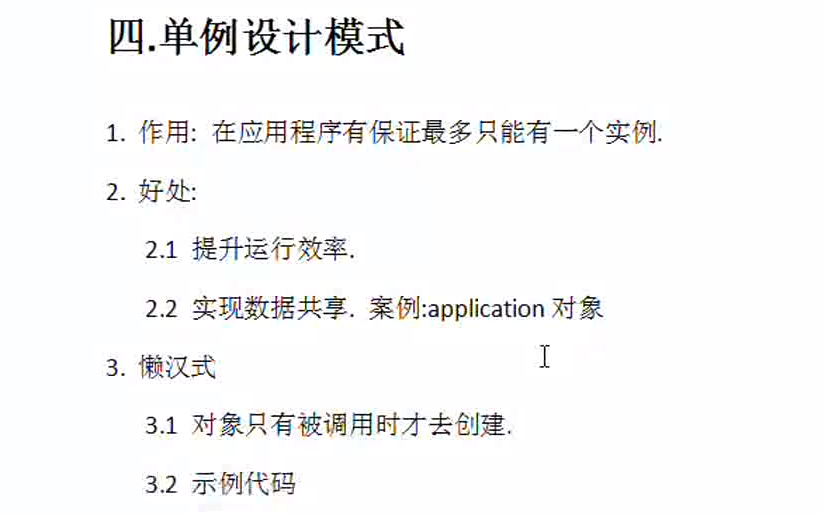 四.单例设计模式
1. 作用: 在应用程序有保证最多只能有一个实例.
2. 好处:
2.1 提升运行效率.
2.2 实现数据共享. 案例:application 对象
3. 懒汉式
3.1 对象只有被调用时才去创建.
3.2 示例代码